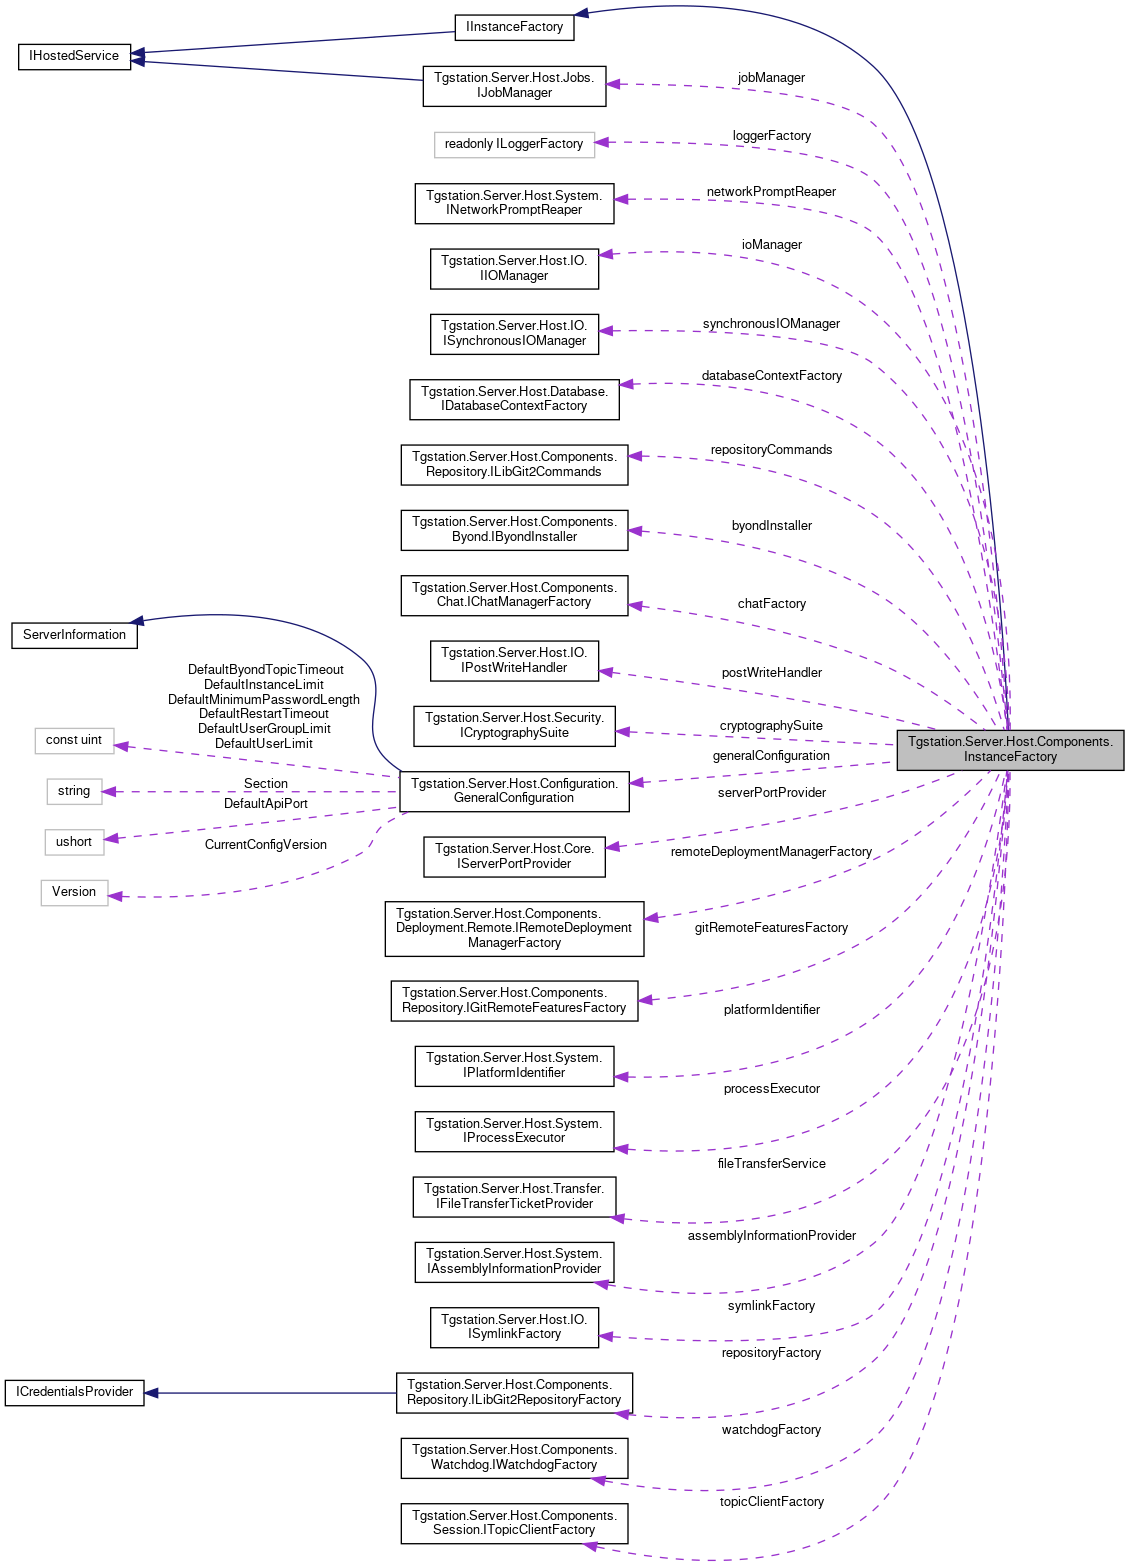 IInstanceFactory
IHostedService
Tgstation.Server.Host.Jobs.
IJobManager
jobManager
readonly ILoggerFactory
loggerFactory
Tgstation.Server.Host.System.
INetworkPromptReaper
networkPromptReaper
Tgstation.Server.Host.IO.
IIOManager
ioManager
Tgstation.Server.Host.IO.
ISynchronousIOManager
synchronousIOManager
Tgstation.Server.Host.Database.
IDatabaseContextFactory
databaseContextFactory
Tgstation.Server.Host.Components.
Repository.ILibGit2Commands
repositoryCommands
Tgstation.Server.Host.Components.
Byond.IByondInstaller
byondInstaller
Tgstation.Server.Host.Components.
Chat.IChatManagerFactory
chatFactory
ServerInformation
Tgstation.Server.Host.IO.
IPostWriteHandler
postWriteHandler
DefaultByondTopicTimeout
DefaultInstanceLimit
DefaultMinimumPasswordLength
DefaultRestartTimeout
DefaultUserGroupLimit
DefaultUserLimit
const uint
Tgstation.Server.Host.Security.
ICryptographySuite
cryptographySuite
Tgstation.Server.Host.Components.
InstanceFactory
generalConfiguration
Tgstation.Server.Host.Configuration.
GeneralConfiguration
Section
string
DefaultApiPort
ushort
CurrentConfigVersion
Version
serverPortProvider
Tgstation.Server.Host.Core.
IServerPortProvider
remoteDeploymentManagerFactory
Tgstation.Server.Host.Components.
Deployment.Remote.IRemoteDeployment
ManagerFactory
gitRemoteFeaturesFactory
Tgstation.Server.Host.Components.
Repository.IGitRemoteFeaturesFactory
platformIdentifier
Tgstation.Server.Host.System.
IPlatformIdentifier
processExecutor
Tgstation.Server.Host.System.
IProcessExecutor
fileTransferService
Tgstation.Server.Host.Transfer.
IFileTransferTicketProvider
assemblyInformationProvider
Tgstation.Server.Host.System.
IAssemblyInformationProvider
symlinkFactory
Tgstation.Server.Host.IO.
ISymlinkFactory
repositoryFactory
ICredentialsProvider
Tgstation.Server.Host.Components.
Repository.ILibGit2RepositoryFactory
watchdogFactory
Tgstation.Server.Host.Components.
Watchdog.IWatchdogFactory
topicClientFactory
Tgstation.Server.Host.Components.
Session.ITopicClientFactory